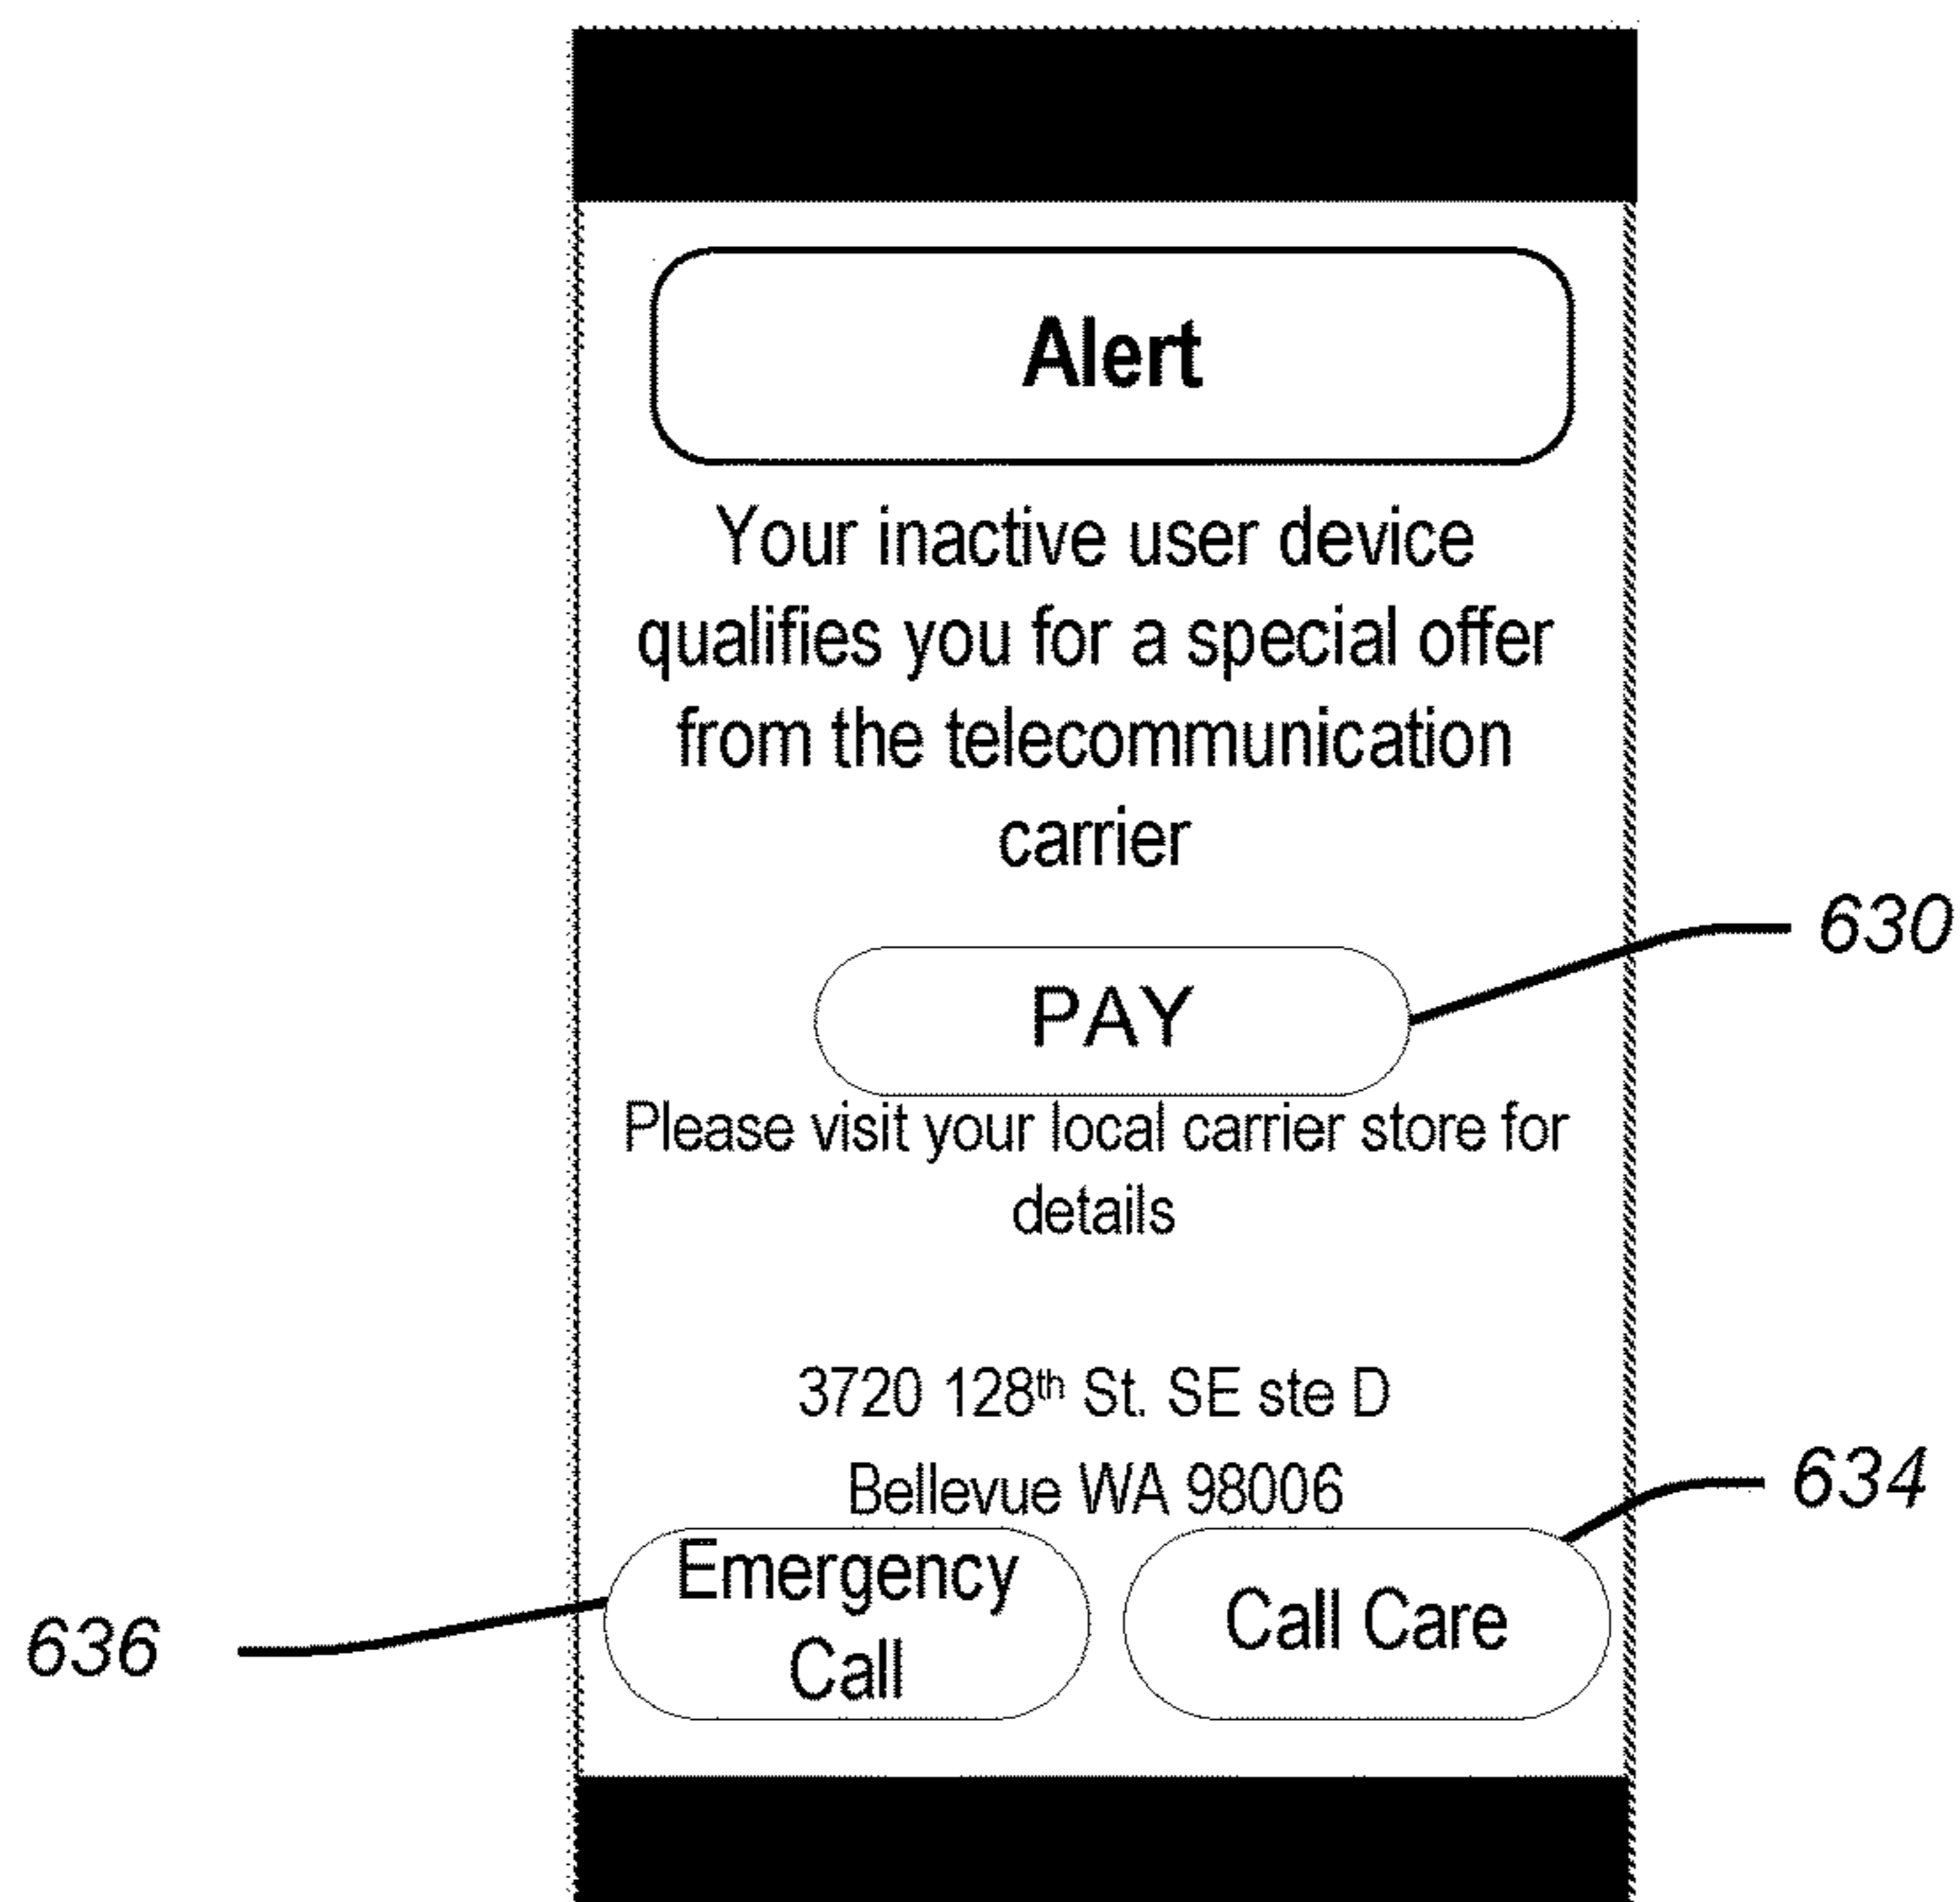 Alert
Your inactive user device
qualifies you for a special offer
from the telecommunication
carrier
630
PAY
Please visit your local carrier store for
details
3720 128th St. SE ste D
Bellevue WA 98006
634
Emergency
Call
Call Care
636